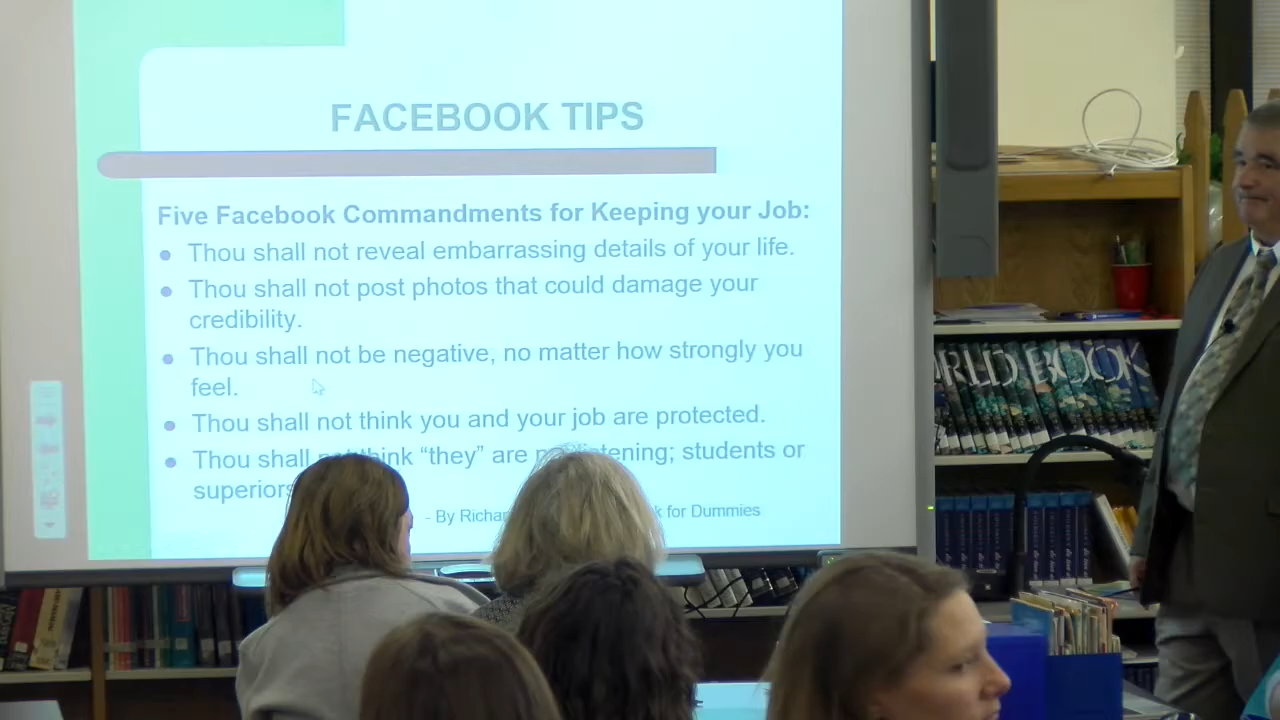 FACEBOOK TIPS
Five Facebook Commandments for Keeping your Job:
Thou shall not reveal embarrassing details of your life.
Thou shall not post photos that could damage your
credibility.
Thou shall not be negative, no matter how strongly you
feel.
Thou shall not think you and your job are protected.
Thou shall think “they” are students or
superiors
- By for Dummies
BOOK